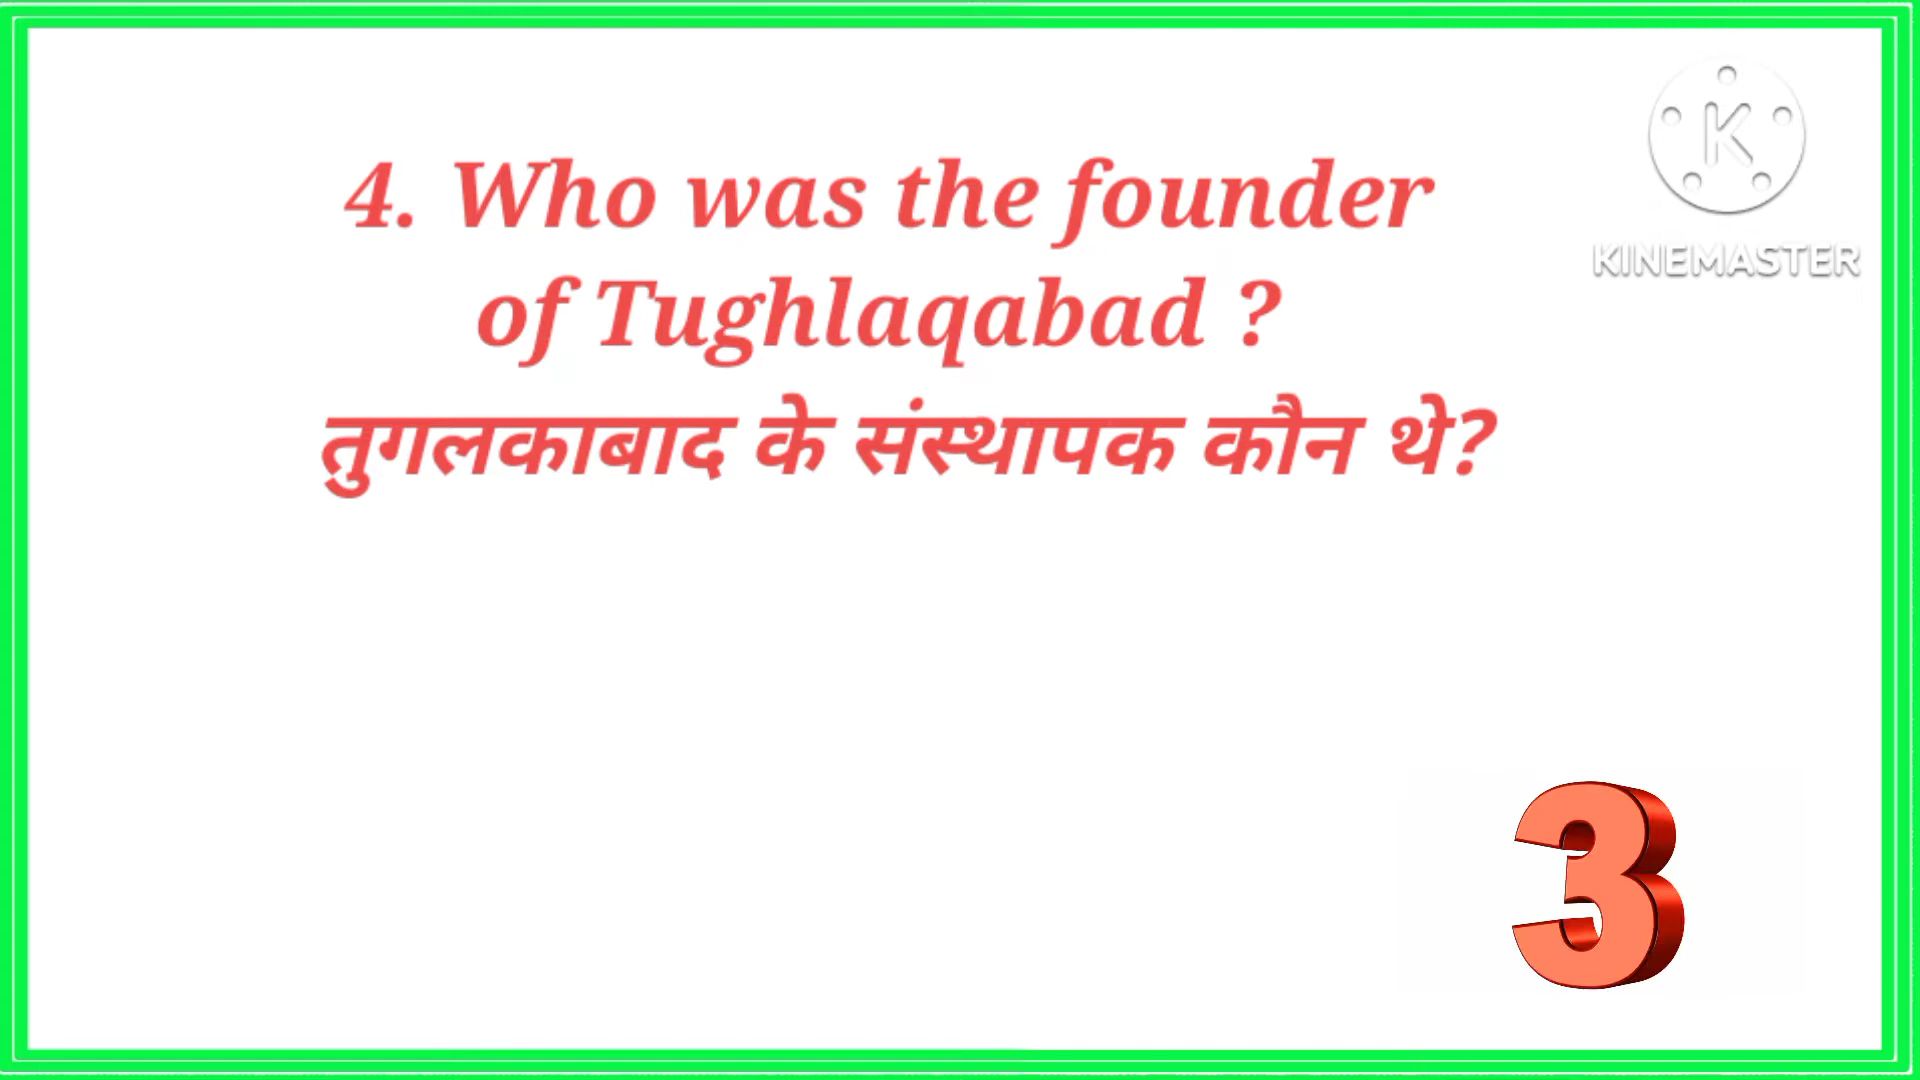 4. Who was the founder
of Tughlaqabad ?
तुगलकाबाद के संस्थापक कौन थे?
K
KINEMASTER
3